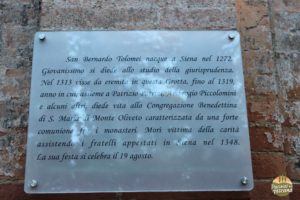 San Bernardo Tolomei nacque a Siena nel 1272.
Giovanissimo si diede allo studio della giurisprudenza.
Nel 1313 visse da eremita in questa Grotta, fino al 1319,
anno in cui assieme a Patrizio Patrizi, Ambrogio Piccolomini
e alcuni altri, diede vita alla Congregazione Benedettina
di S. Maria di Monte Oliveto caratterizzata da una forte
comunione fra i monasteri. Morì vittima della carità
assistendo i fratelli appestati in Siena nel 1348.
La sua festa si celebra il 19 agosto.